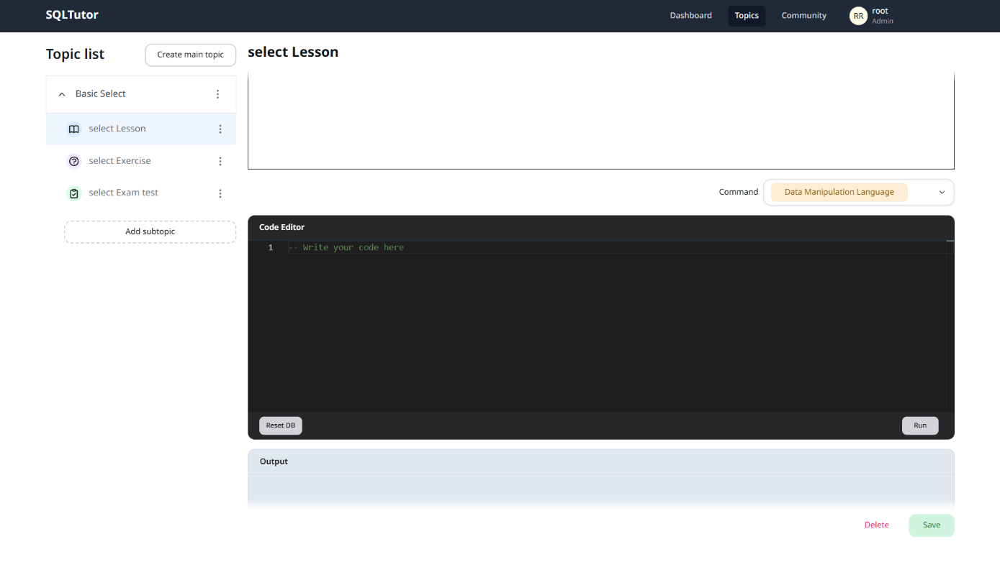 SQLTutor
Dashboard
Topics
Community
RR
root
Admin
Topic list
Create main topic
select Lesson
Basic Select
select Lesson
select Exercise
select Exam test
Add subtopic
Command
Data Manipulation Language
Code Editor
1 -- Write your code here
Reset DB
Run
Output
Delete
Save